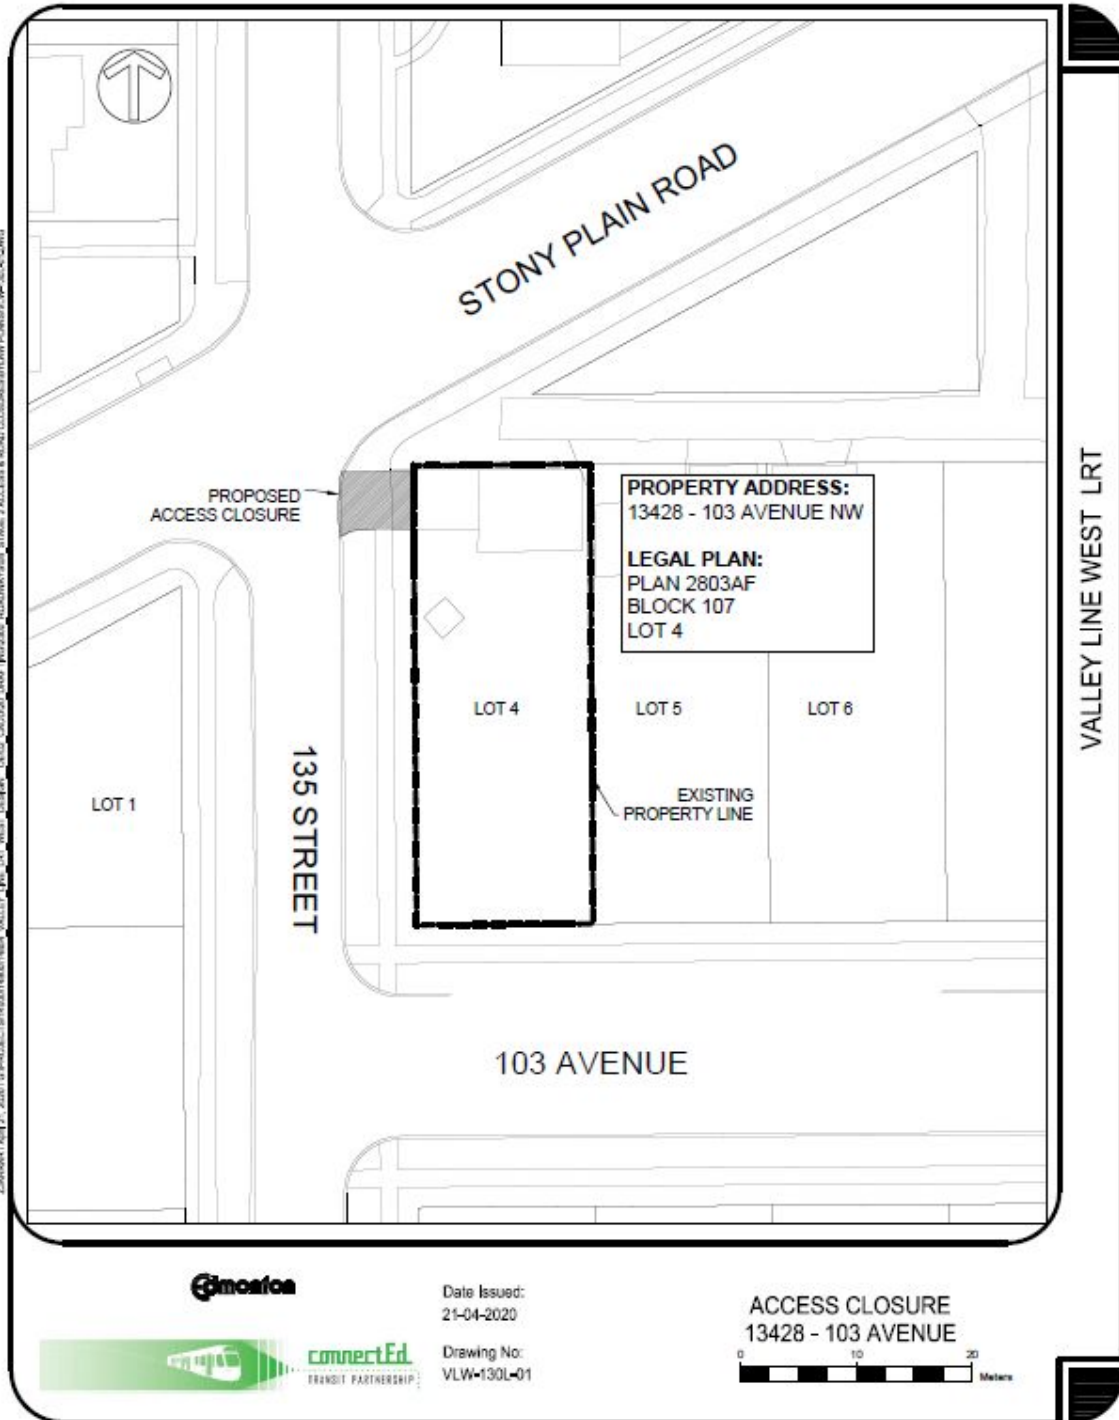 STONY PLAIN ROAD
PROPOSED
ACCESS CLOSURE
PROPERTY ADDRESS:
13428 - 103 AVENUE NW
LEGAL PLAN:
PLAN 2803AF
BLOCK 107
LOT 4
LOT 4
LOT 5
LOT 6
LOT 1
135 STREET
EXISTING
PROPERTY LINE
103 AVENUE
VALLEY LINE WEST LRT
Edmonton
connectEd
TRANSIT PARTNERSHIP
Date Issued:
21-04-2020
Drawing No:
VLW-130L-01
ACCESS CLOSURE
13428 - 103 AVENUE
0 10 20
Meters